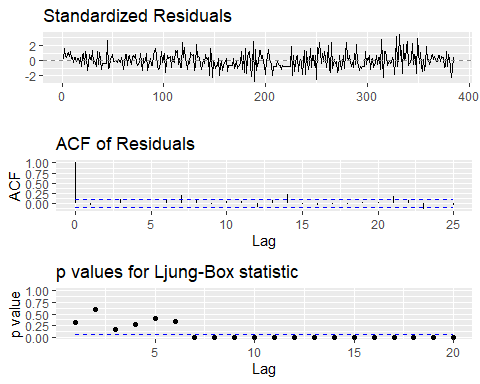 Standardized Residuals
2
0
-2
0 100 200 300 400
ACF of Residuals
ACF
1.00
0.75
0.50
0.25
0.00
0 5 10 15 20 25
Lag
p values for Ljung-Box statistic
p value
1.00
0.75
0.50
0.25
0.00
5 10 15 20
Lag